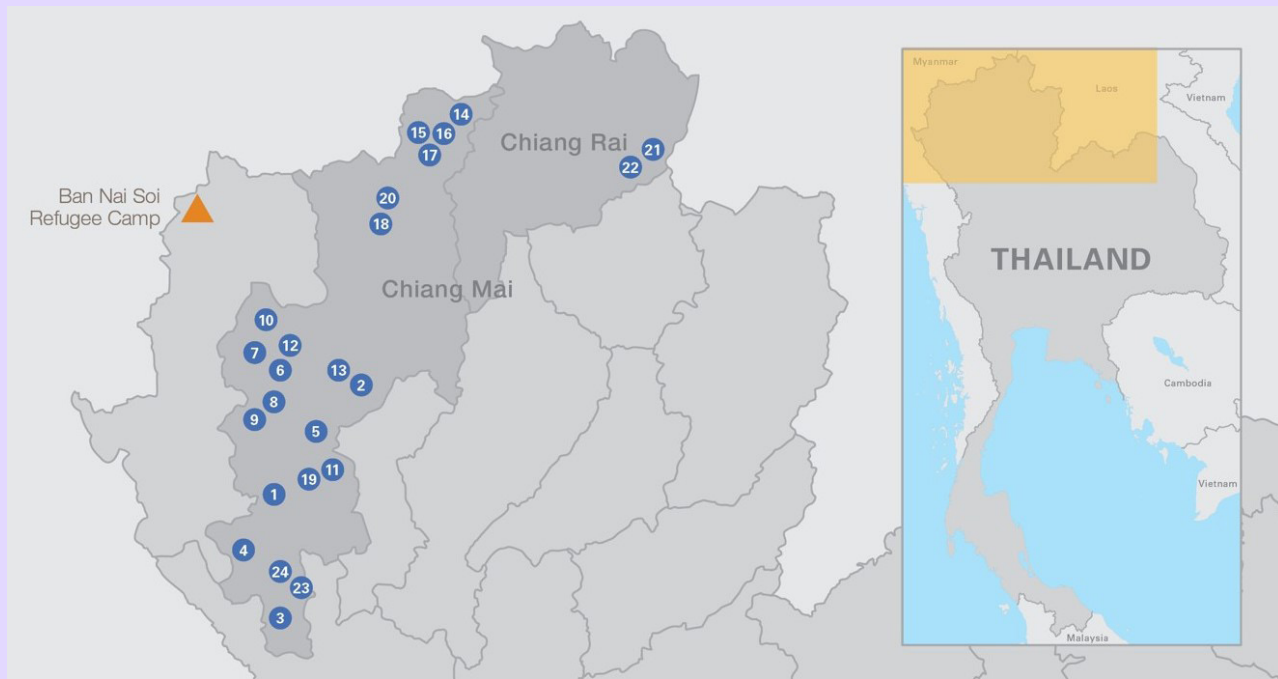 Myanmar
Laos
Vietnam
14
15
16
Chiang Rai
21
17
22
Ban Nai Soi
Refugee Camp
20
18
THAILAND
Chiang Mai
10
12
7
6
13
2
Cambodia
8
9
5
11
19
Vietnam
1
4
24
23
3
Malaysia